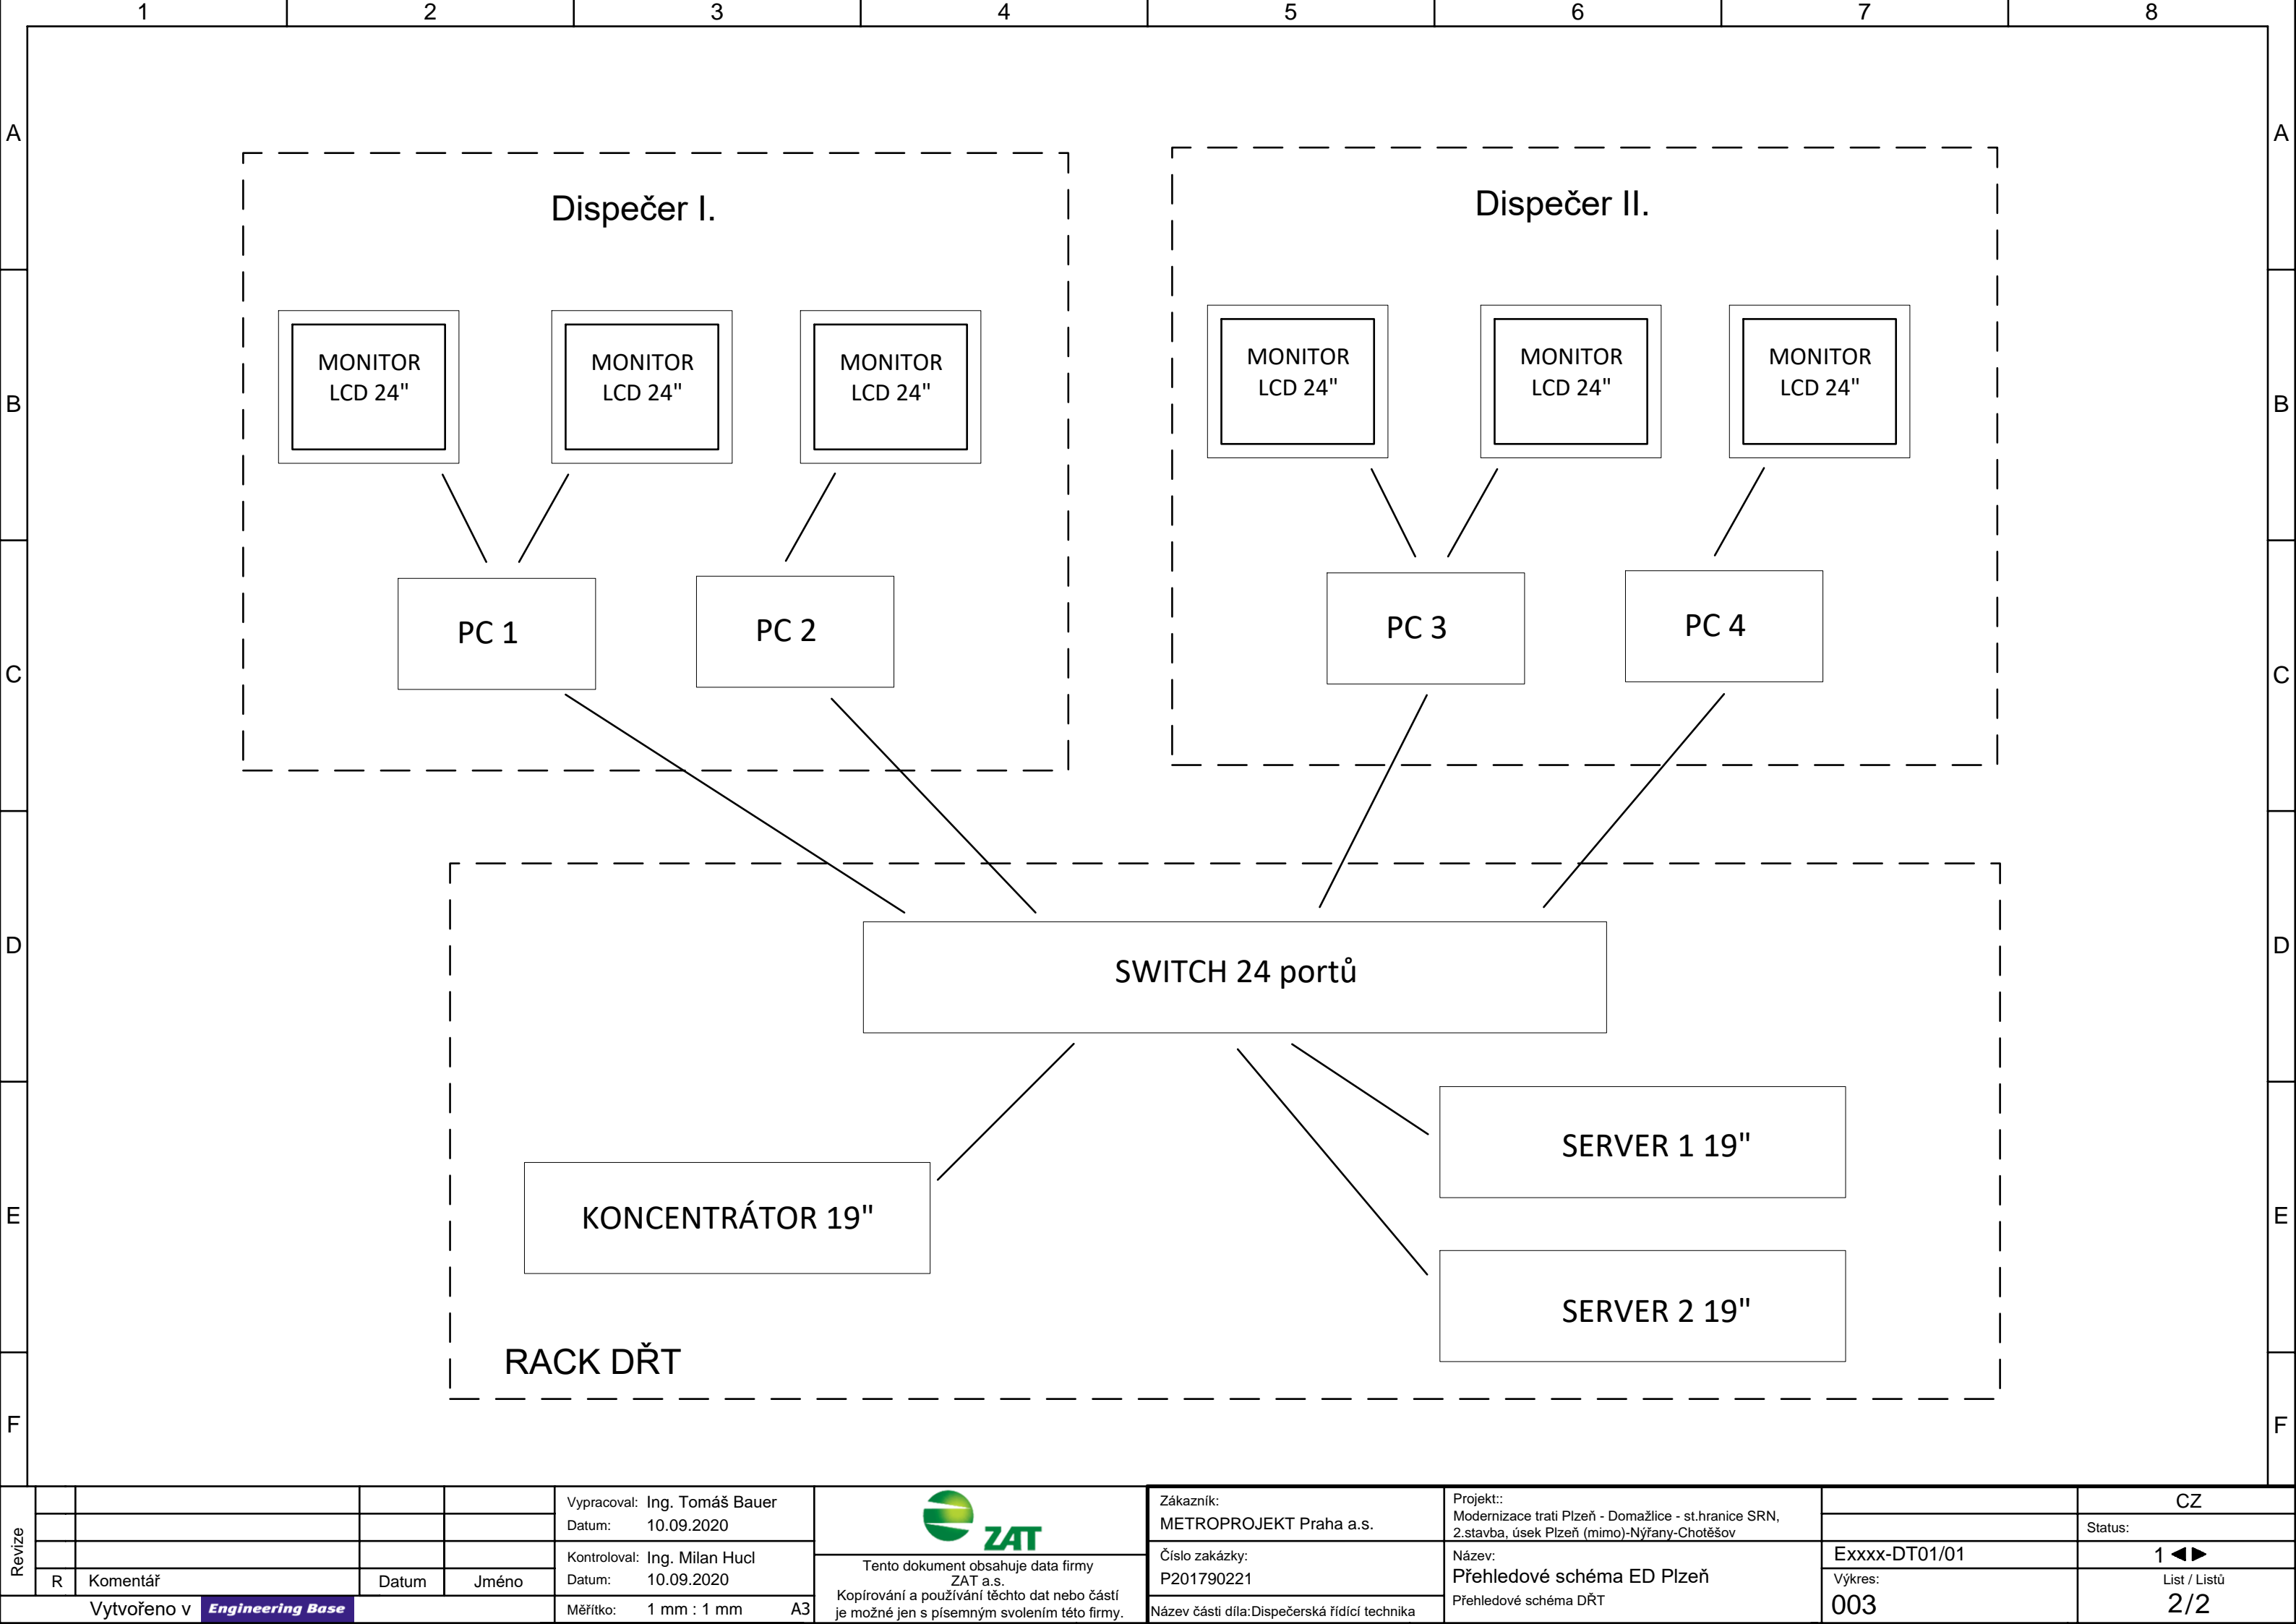 1 2 3 4 5 6 7 8
A A
Dispečer I.
Dispečer II.
MONITOR
LCD 24"
MONITOR
LCD 24"
MONITOR
LCD 24"
MONITOR
LCD 24"
MONITOR
LCD 24"
MONITOR
LCD 24"
B B
PC 1
PC 2
PC 3
PC 4
C C
D D
SWITCH 24 portů
SERVER 1 19"
KONCENTRÁTOR 19"
E E
SERVER 2 19"
RACK DŘT
F F
Revize
R Komentář Datum Jméno
Vytvořeno v Engineering Base
Vypracoval: Ing. Tomáš Bauer
Datum: 10.09.2020
Kontroloval: Ing. Milan Hucl
Datum: 10.09.2020
Měřítko: 1 mm : 1 mm A3
ZAT
Tento dokument obsahuje data firmy
ZAT a.s.
Kopírování a používání těchto dat nebo částí
je možné jen s písemným svolením této firmy.
Zákazník:
METROPROJEKT Praha a.s.
Číslo zakázky:
P201790221
Název části díla:Dispečerská řídící technika
Projekt::
Modernizace trati Plzeň - Domažlice - st.hranice SRN,
2.stavba, úsek Plzeň (mimo)-Nýřany-Chotěšov
Název:
Přehledové schéma ED Plzeň
Přehledové schéma DŘT
Exxxx-DT01/01
Výkres:
003
CZ
Status:
1
List / Listů
2/2